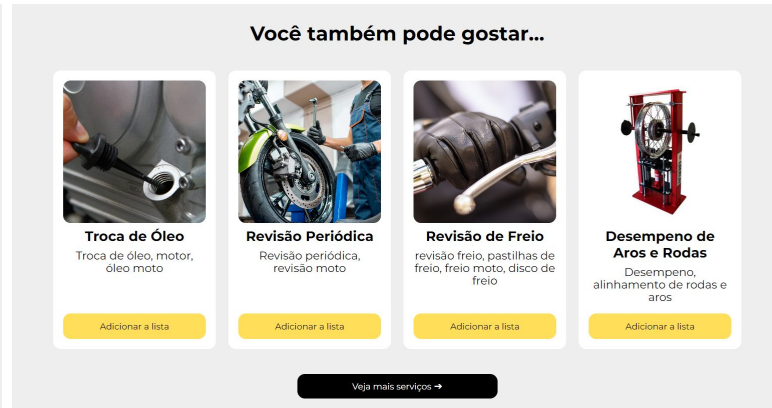 Você também pode gostar...
Troca de Óleo
Troca de óleo, motor,
óleo moto
Adicionar a lista
Revisão Periódica
Revisão periódica,
revisão moto
Adicionar a lista
Revisão de Freio
revisão freio, pastilhas de
freio, freio moto, disco de
freio
Adicionar a lista
Desempeno de
Aros e Rodas
Desempeno,
alinhamento de rodas e
aros
Adicionar a lista
Veja mais serviços ➔